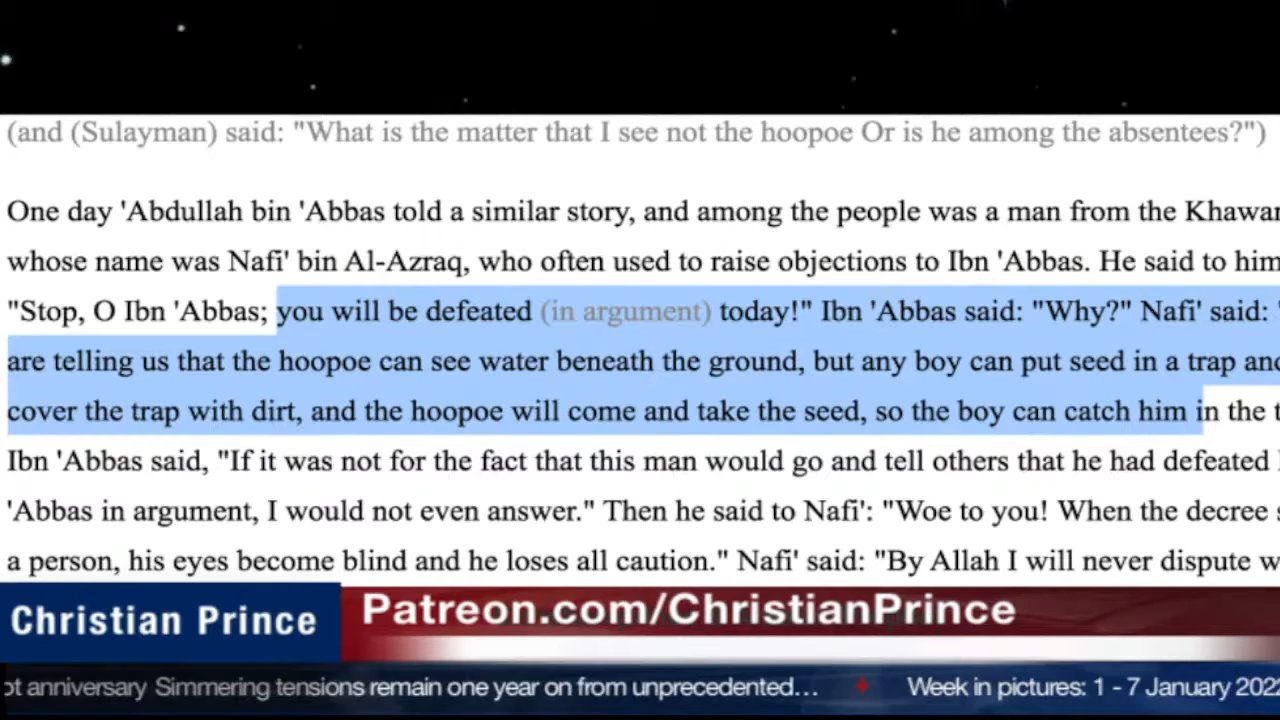 (and (Sulayman) said: "What is the matter that I see not the hoopoe Or is he among the absentees?")
One day 'Abdullah bin 'Abbas told a similar story, and among the people was a man from the
whose name was Nafi' bin Al-Azraq, who often used to raise objections to Ibn 'Abbas. He said to him
"Stop, O Ibn 'Abbas; you will be defeated (in argument) today!" Ibn 'Abbas said: "Why?" Nafi' said: "
are telling us that the hoopoe can see water beneath the ground, but any boy can put seed in a trap and
cover the trap with dirt, and the hoopoe will come and take the seed, so the boy can catch him in the
Ibn 'Abbas said, "If it was not for the fact that this man would go and tell others that he had defeated
'Abbas in argument, I would not even answer." Then he said to Nafi': "Woe to you! When the decree
a person, his eyes become blind and he loses all caution." Nafi' said: "By Allah I will never dispute
Christian Prince
Patreon.com/ChristianPrince
anniversary Simmering tensions remain one year on from unprecedented... Week in pictures: 1 - 7 January